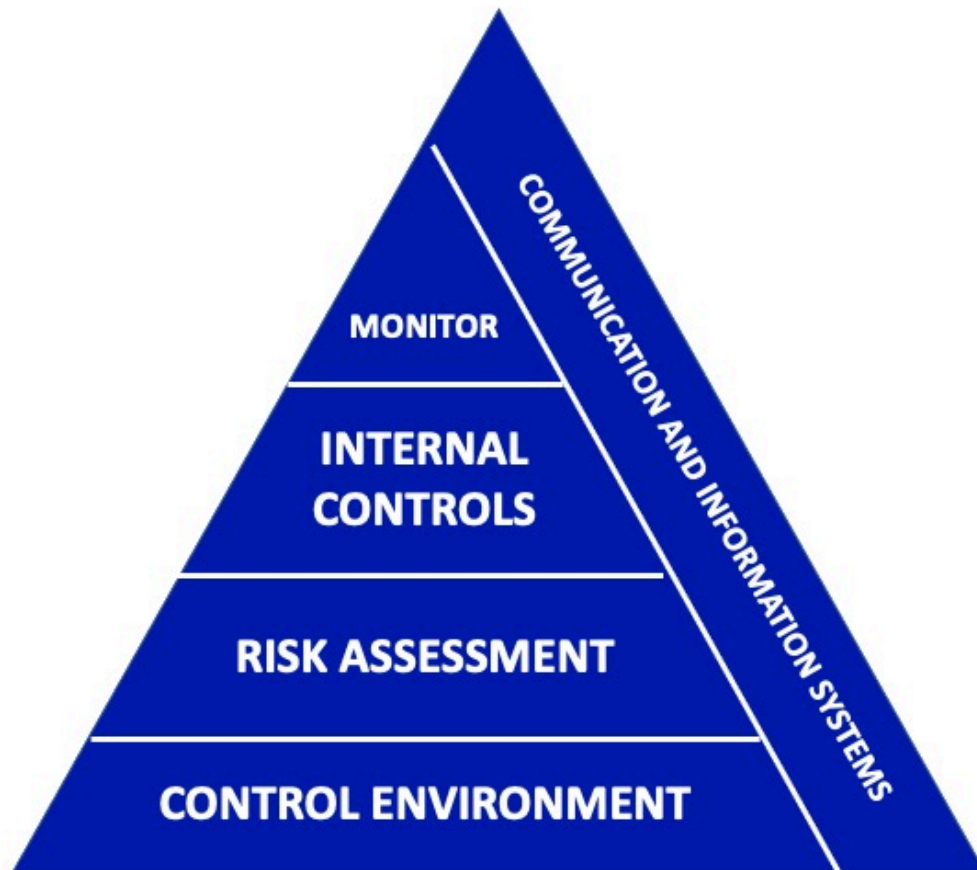 MONITOR
INTERNAL
CONTROLS
RISK ASSESSMENT
CONTROL ENVIRONMENT
COMMUNICATION AND INFORMATION SYSTEMS